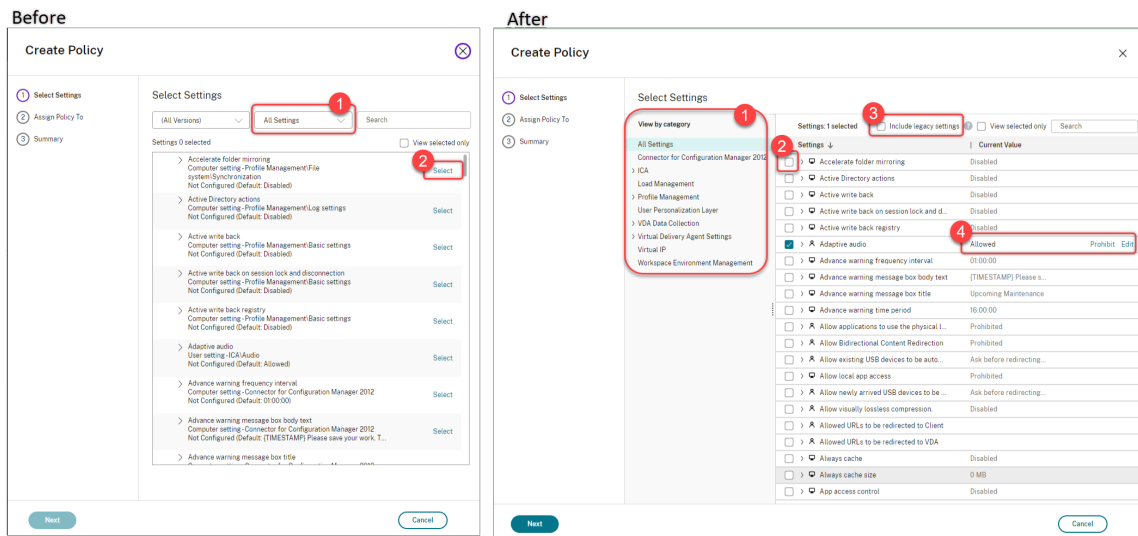 Before
Create Policy
1 Select Settings
2 Assign Policy To
3 Summary
Select Settings
1
(All Versions)
All Settings
Search
Settings 0 selected
View selected only
2
Accelerate folder mirroring
Computer setting - Profile Management\File
system\Synchronization
Not Configured (Default: Disabled)
Select
Active Directory actions
Computer setting - Profile Management\Log settings
Not Configured (Default: Disabled)
Select
Active write back
Computer setting - Profile Management\Basic settings
Not Configured (Default: Disabled)
Select
Active write back on session lock and disconnection
Computer setting - Profile Management\Basic settings
Not Configured (Default: Disabled)
Select
Active write back registry
Computer setting - Profile Management\Basic settings
Not Configured (Default: Disabled)
Select
Adaptive audio
User setting - ICA\Audio
Not Configured (Default: Allowed)
Select
Advance warning frequency interval
Computer setting - Connector for Configuration Manager 2012
Not Configured (Default: 01:00:00)
Select
Advance warning message box body text
Computer setting - Connector for Configuration Manager 2012
Not Configured (Default: {TIMESTAMP} Please save your work. T...
Select
Advance warning message box title
Next
Cancel
After
Create Policy
1 Select Settings
2 Assign Policy To
3 Summary
Select Settings
1
View by category
All Settings
Connector for Configuration Manager 2012
ICA
Load Management
Profile Management
User Personalization Layer
VDA Data Collection
Virtual Delivery Agent Settings
Virtual IP
Workspace Environment Management
3
Settings: 1 selected
Include legacy settings
View selected only
Search
2
Settings
Current Value
Accelerate folder mirroring Disabled
Active Directory actions Disabled
Active write back Disabled
Active write back on session lock and d... Disabled
Active write back registry Disabled
4
Adaptive audio Allowed Prohibit Edit
Advance warning frequency interval 01:00:00
Advance warning message box body text {TIMESTAMP} Please s...
Advance warning message box title Upcoming Maintenance
Advance warning time period 16:00:00
Allow applications to use the physical l... Prohibited
Allow Bidirectional Content Redirection Prohibited
Allow existing USB devices to be auto... Ask before redirecting...
Allow local app access Prohibited
Allow newly arrived USB devices to be ... Ask before redirecting...
Allow visually lossless compression. Disabled
Allowed URLs to be redirected to Client
Allowed URLs to be redirected to VDA
Always cache Disabled
Always cache size 0 MB
App access control Disabled
Next
Cancel